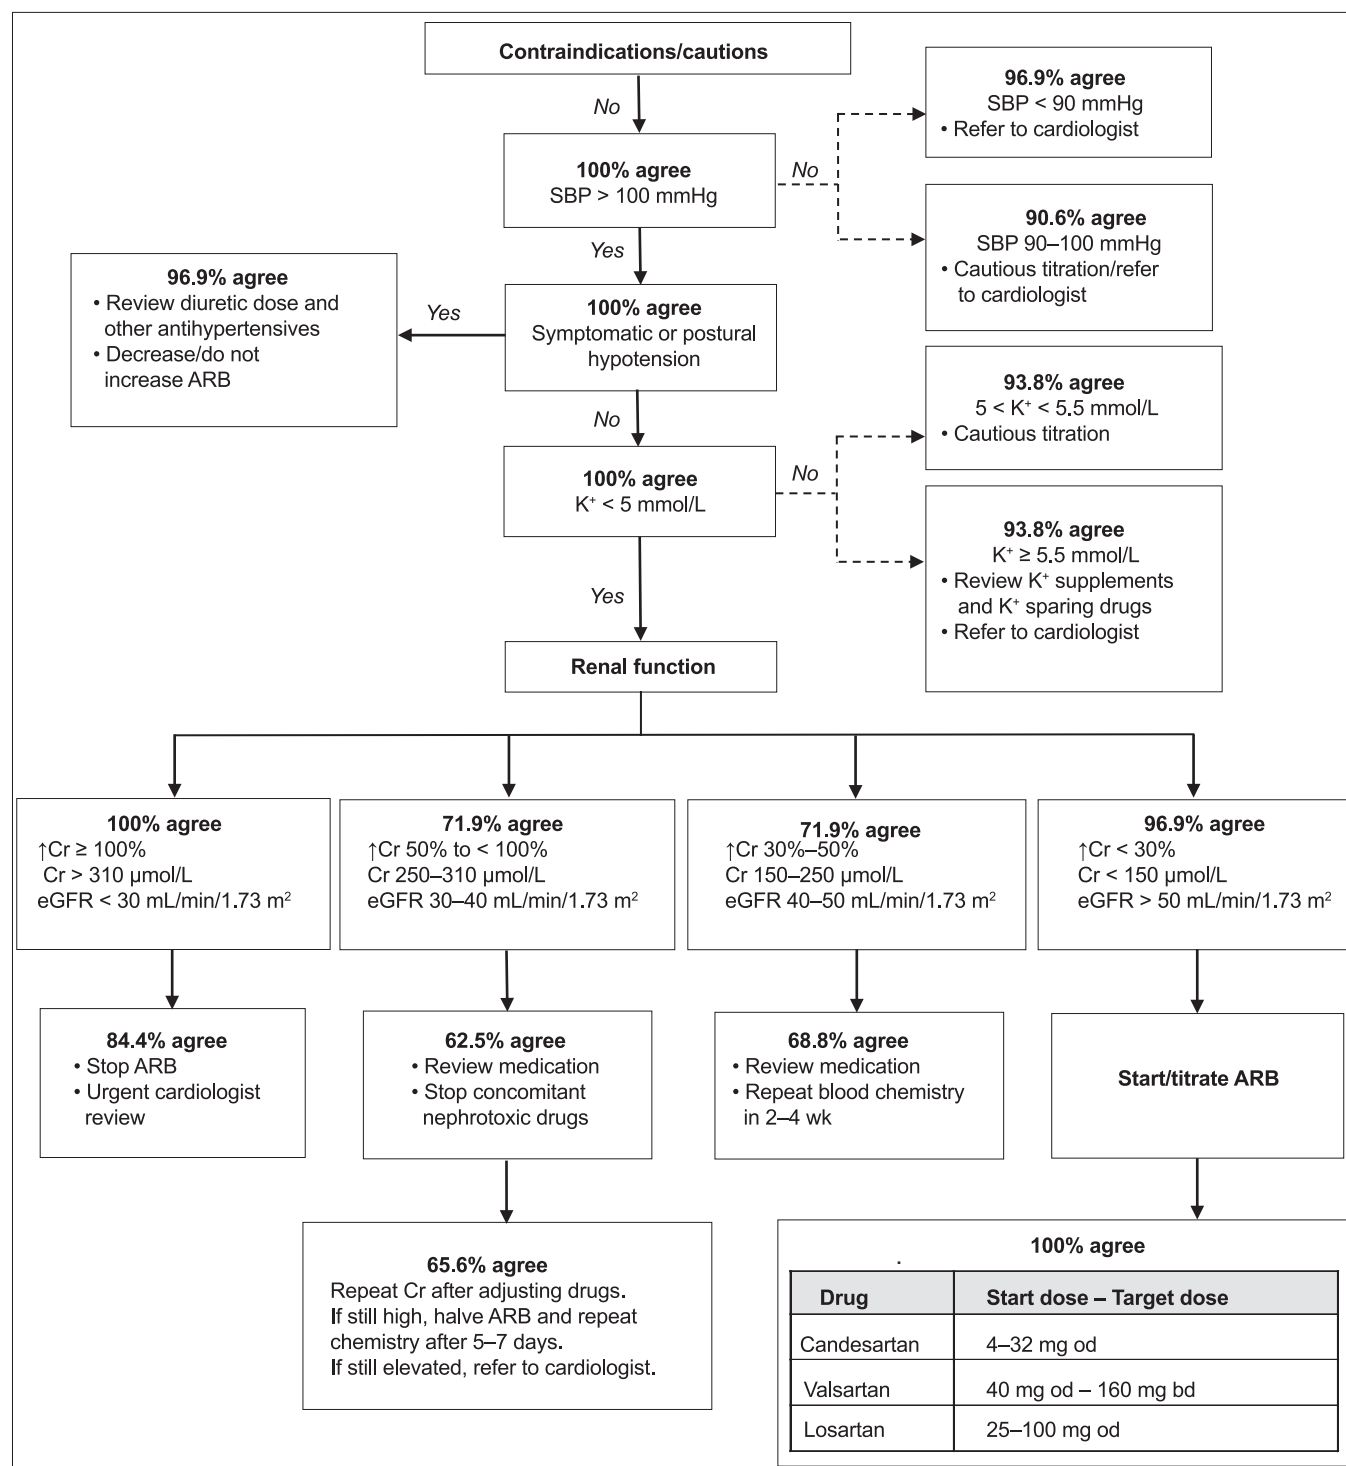 Contraindications/cautions
No
96.9% agree
SBP < 90 mmHg
• Refer to cardiologist
100% agree
SBP > 100 mmHg
No
90.6% agree
SBP 90–100 mmHg
• Cautious titration/refer
to cardiologist
Yes
96.9% agree
• Review diuretic dose and
other antihypertensives
• Decrease/do not
increase ARB
Yes
100% agree
Symptomatic or postural
hypotension
93.8% agree
5 < K⁺ < 5.5 mmol/L
• Cautious titration
No
100% agree
K⁺ < 5 mmol/L
No
93.8% agree
K⁺ ≥ 5.5 mmol/L
• Review K⁺ supplements
and K⁺ sparing drugs
• Refer to cardiologist
Yes
Renal function
100% agree
↑Cr ≥ 100%
Cr > 310 µmol/L
eGFR < 30 mL/min/1.73 m²
71.9% agree
↑Cr 50% to < 100%
Cr 250–310 µmol/L
eGFR 30–40 mL/min/1.73 m²
71.9% agree
↑Cr 30%–50%
Cr 150–250 µmol/L
eGFR 40–50 mL/min/1.73 m²
96.9% agree
↑Cr < 30%
Cr < 150 µmol/L
eGFR > 50 mL/min/1.73 m²
84.4% agree
• Stop ARB
• Urgent cardiologist
review
62.5% agree
• Review medication
• Stop concomitant
nephrotoxic drugs
68.8% agree
• Review medication
• Repeat blood chemistry
in 2–4 wk
Start/titrate ARB
65.6% agree
Repeat Cr after adjusting drugs.
If still high, halve ARB and repeat
chemistry after 5–7 days.
If still elevated, refer to cardiologist.
100% agree
Drug Start dose – Target dose
Candesartan 4–32 mg od
Valsartan 40 mg od – 160 mg bd
Losartan 25–100 mg od